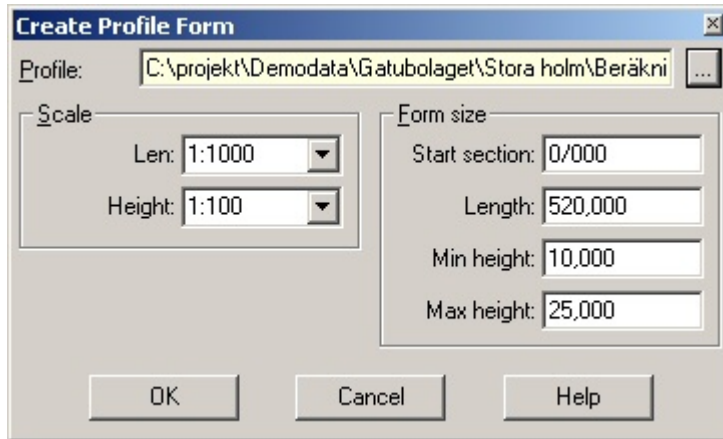 Create Profile Form
Profile: C:\projekt\Demodata\Gatubolaget\Stora holm\Beräkni ...
Scale
Len: 1:1000
Height: 1:100
Form size
Start section: 0/000
Length: 520,000
Min height: 10,000
Max height: 25,000
OK Cancel Help